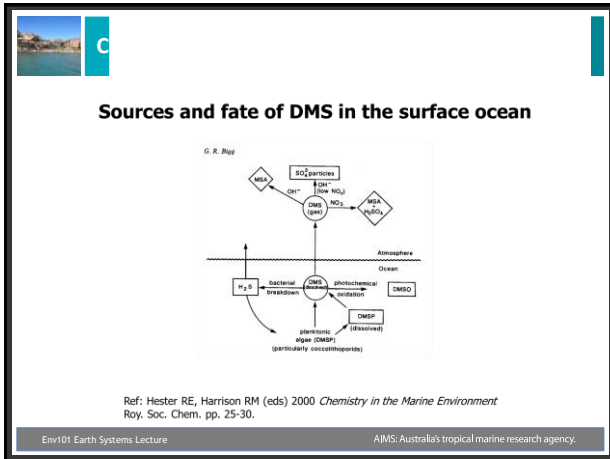 C
Sources and fate of DMS in the surface ocean
G. R. Bigg
SO₄²⁻ particles
MSA
OH⁻
OH⁻
(low NOₓ)
DMS
(gas)
NO₃
MSA
+
H₂SO₄
Atmosphere
Ocean
H₂S
bacterial
breakdown
DMS
(dissolved)
photochemical
oxidation
DMSO
DMSP
(dissolved)
planktonic
algae (DMSP)
(particularly coccolithoporids)
Ref: Hester RE, Harrison RM (eds) 2000 Chemistry in the Marine Environment
Roy. Soc. Chem. pp. 25-30.
Env101 Earth Systems Lecture
AIMS: Australia's tropical marine research agency.